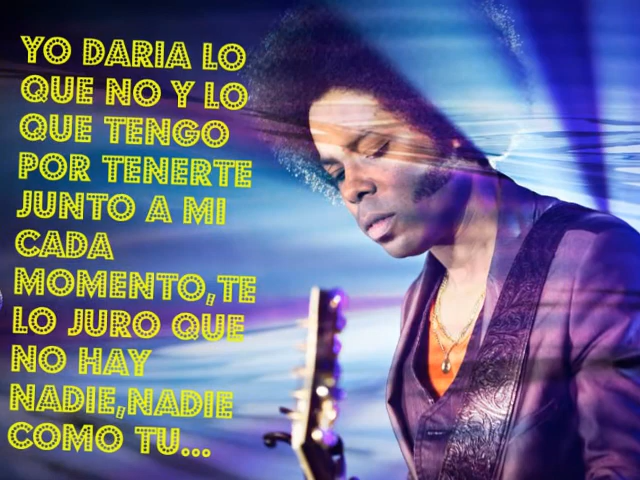 YO DARIA LO
QUE NO Y LO
QUE TENGO
POR TENERTE
JUNTO A MI
CADA
MOMENTO,TE
LO JURO QUE
NO HAY
NADIE,NADIE
COMO TU...